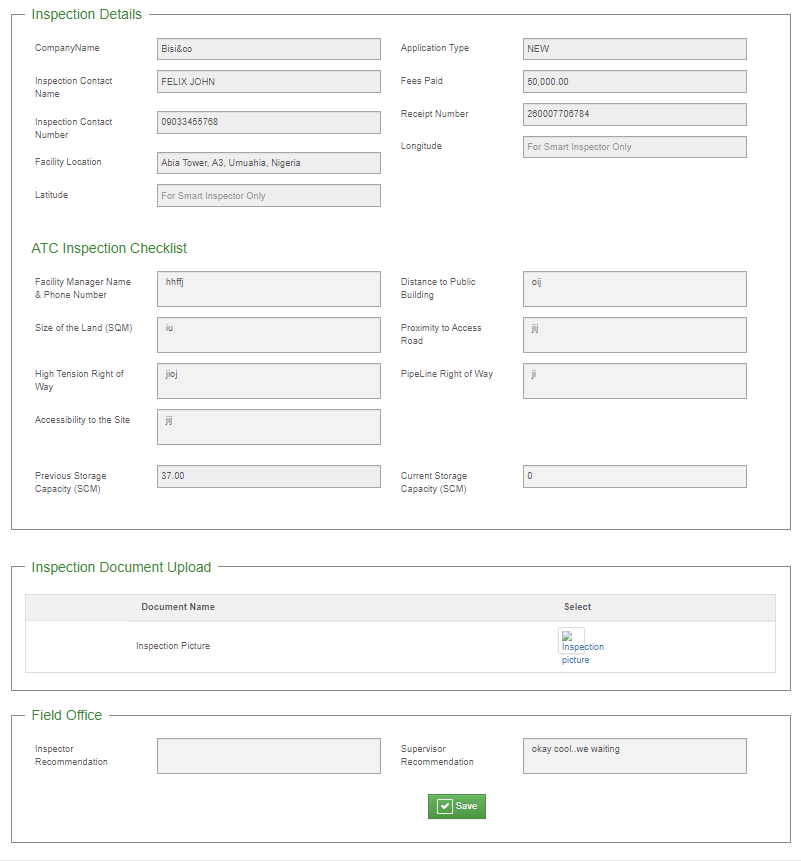 Inspection Details
CompanyName Bisi&co Application Type NEW
Inspection Contact Name FELIX JOHN Fees Paid 50,000.00
Inspection Contact Number 09033455768 Receipt Number 260007706784
Facility Location Abia Tower, A3, Umuahia, Nigeria Longitude For Smart Inspector Only
Latitude For Smart Inspector Only
ATC Inspection Checklist
Facility Manager Name & Phone Number hhffj Distance to Public Building oij
Size of the Land (SQM) iu Proximity to Access Road jij
High Tension Right of Way jioj PipeLine Right of Way ji
Accessibility to the Site jij
Previous Storage Capacity (SCM) 37.00 Current Storage Capacity (SCM) 0
Inspection Document Upload
Document Name Select
Inspection Picture Inspection picture
Field Office
Inspector Recommendation Supervisor Recommendation okay cool..we waiting
Save